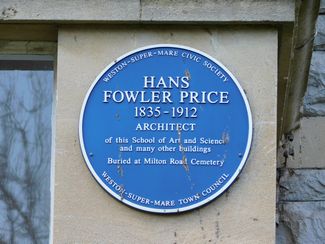 WESTON-SUPER-MARE CIVIC SOCIETY
HANS
FOWLER PRICE
1835-1912
ARCHITECT
of this School of Art and Science
and many other buildings
Buried at Milton Road Cemetery
WESTON-SUPER-MARE TOWN COUNCIL